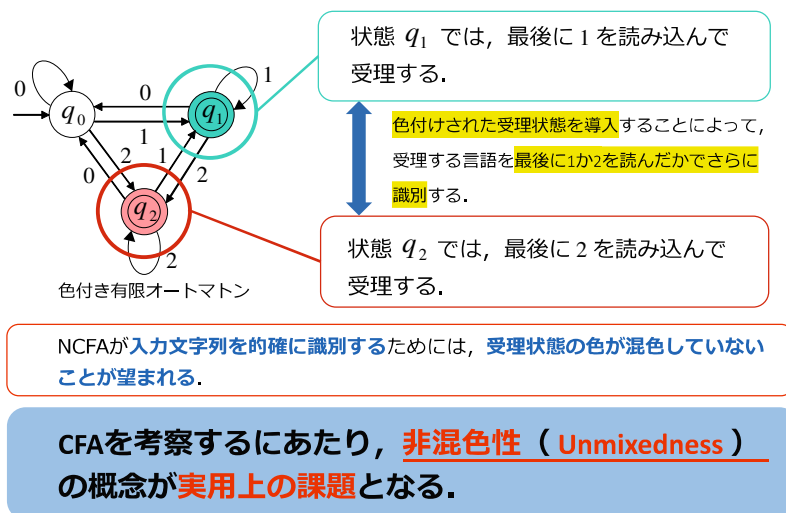 状態 q1 では，最後に 1 を読み込んで
受理する．
色付けされた受理状態を導入することによって，
受理する言語を最後に1か2を読んだかでさらに
識別する．
状態 q2 では，最後に 2 を読み込んで
受理する．
0
q0
0
1
q1
1
2
0
1
2
q2
2
色付き有限オートマトン
NCFAが入力文字列を的確に識別するためには，受理状態の色が混色していない
ことが望まれる．
CFAを考察するにあたり，非混色性（ Unmixedness ）
の概念が実用上の課題となる．